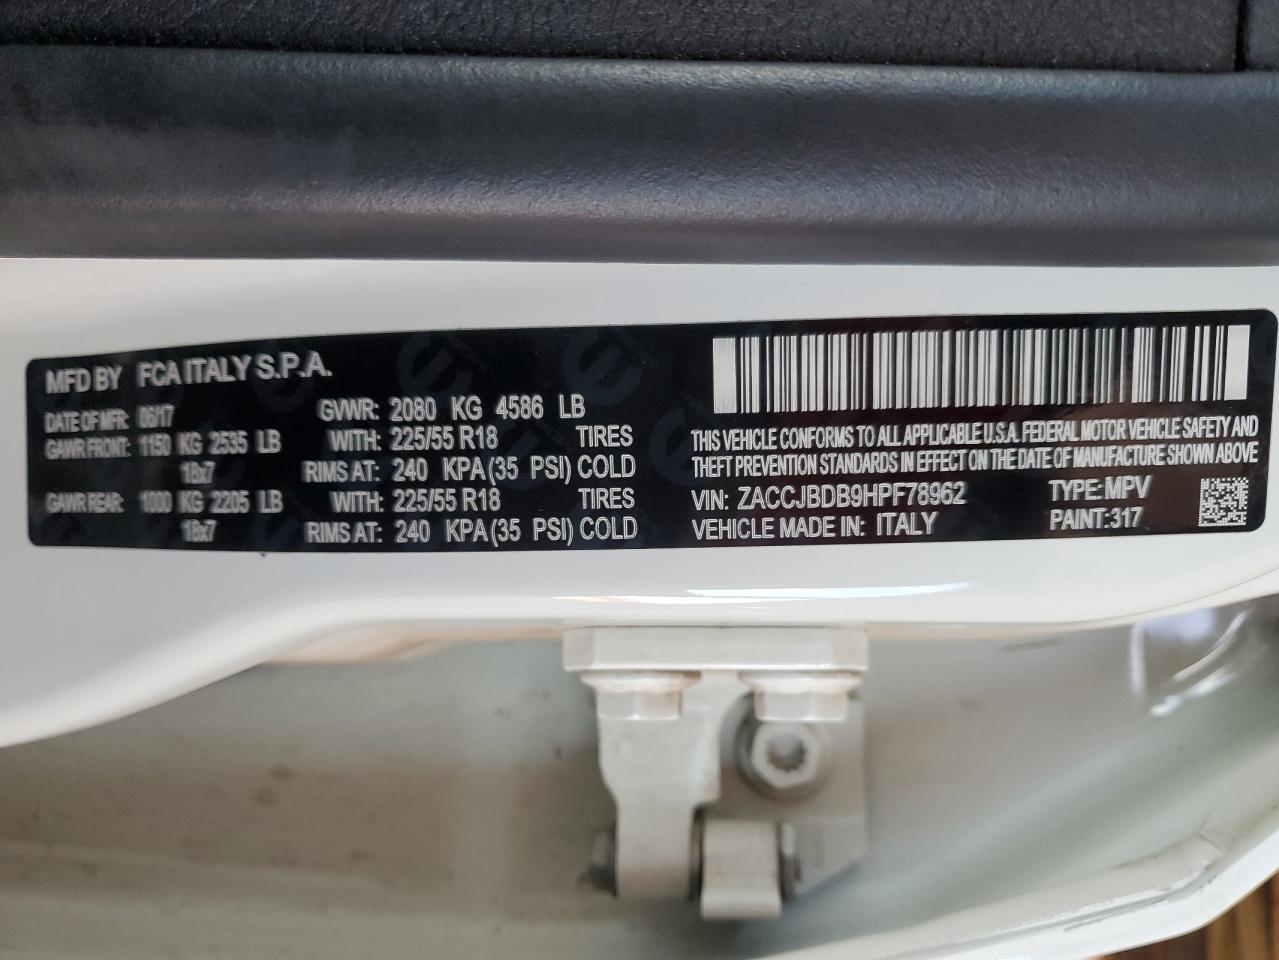 MFD BY FCA ITALY S.P.A.
DATE OF MFR: 06/17 GVWR: 2080 KG 4586 LB
GAWR FRONT: 1150 KG 2535 LB WITH: 225/55 R18 TIRES
18x7 RIMS AT: 240 KPA (35 PSI) COLD
GAWR REAR: 1000 KG 2205 LB WITH: 225/55 R18 TIRES
18x7 RIMS AT: 240 KPA (35 PSI) COLD
THIS VEHICLE CONFORMS TO ALL APPLICABLE U.S.A. FEDERAL MOTOR VEHICLE SAFETY AND
THEFT PREVENTION STANDARDS IN EFFECT ON THE DATE OF MANUFACTURE SHOWN ABOVE
VIN: ZACCJBDB9HPF78962 TYPE: MPV
VEHICLE MADE IN: ITALY PAINT: 317